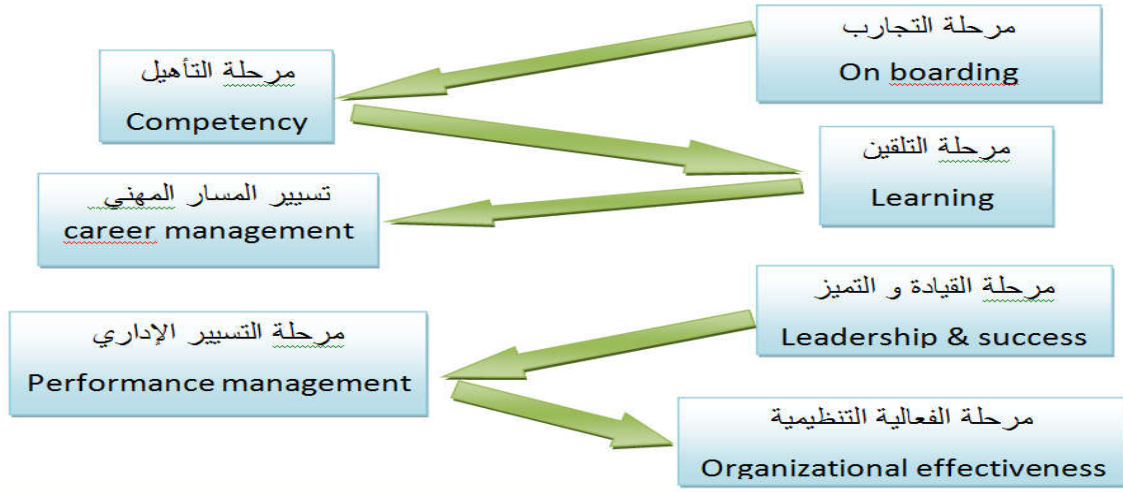 مرحلة التجارب
On boarding
مرحلة التأهيل
Competency
مرحلة التلقين
Learning
تسيير المسار المهني
career management
مرحلة القيادة و التميز
Leadership & success
مرحلة التسيير الإداري
Performance management
مرحلة الفعالية التنظيمية
Organizational effectiveness